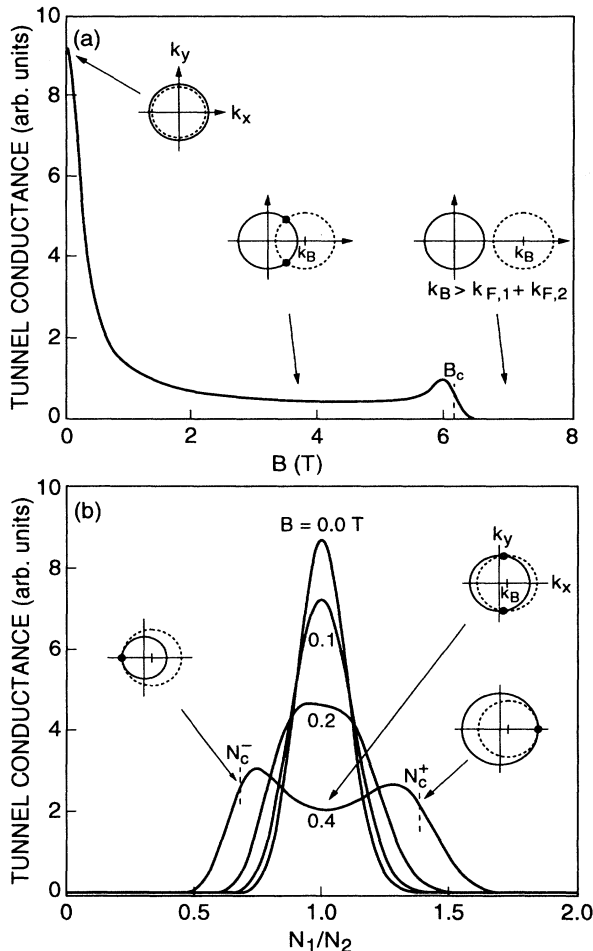 (a)
TUNNEL CONDUCTANCE (arb. units)
10
8
6
4
2
0
k_y
k_x
k_B
k_B
k_B > k_F,1 + k_F,2
B_c
0 2 4 6 8
B (T)
(b)
TUNNEL CONDUCTANCE (arb. units)
10
8
6
4
2
0
B = 0.0 T
0.1
0.2
0.4
k_y
k_x
k_B
N_c^-
N_c^+
0 0.5 1.0 1.5 2.0
N_1/N_2